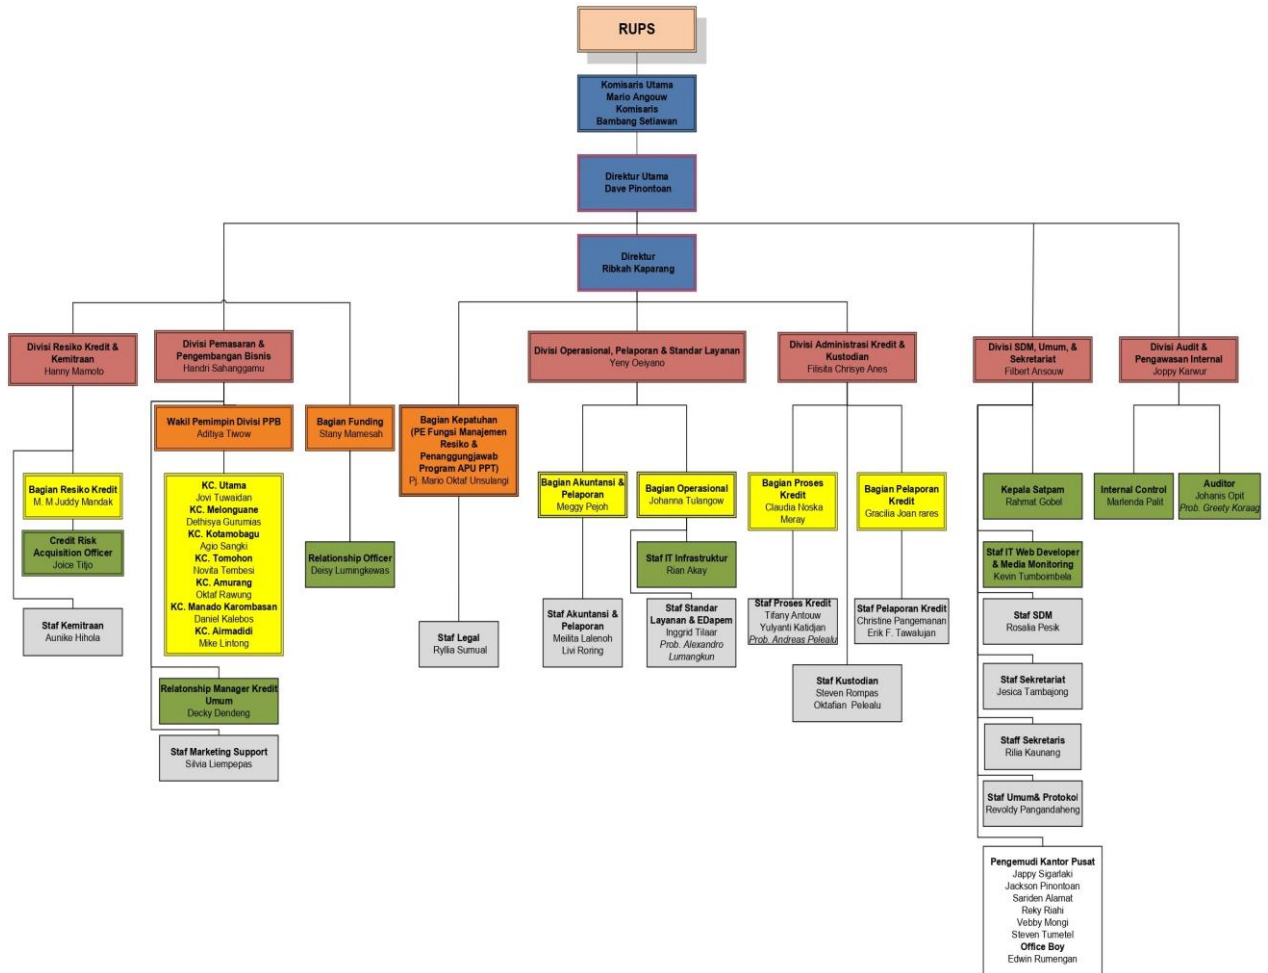 RUPS
Komisaris Utama
Mario Angouw
Komisaris
Bambang Setiawan
Direktur Utama
Dave Pinontoan
Direktur
Ribkah Kaparang
Divisi Resiko Kredit &
Kemitraan
Hanny Mamoto
Divisi Pemasaran &
Pengembangan Bisnis
Handri Sahanggamu
Divisi Operasional, Pelaporan & Standar Layanan
Yeny Oeiyano
Divisi Administrasi Kredit &
Kustodian
Filisita Chrisye Anes
Divisi SDM, Umum, &
Sekretariat
Filbert Ansouw
Divisi Audit &
Pengawasan Internal
Joppy Karwur
Wakil Pemimpin Divisi PPB
Aditiya Tiwow
Bagian Funding
Stany Mamesah
Bagian Kepatuhan
(PE Fungsi Manajemen
Resiko &
Penanggungjawab
Program APU PPT)
Pj. Mario Oktaf Unsulangi
Bagian Resiko Kredit
M. M Juddy Mandak
Credit Risk
Acquisition Officer
Joice Titjo
Staf Kemitraan
Aunike Hihola
KC. Utama
Jovi Tuwaidan
KC. Melonguane
Dethisya Gurumias
KC. Kotamobagu
Agio Sangki
KC. Tomohon
Novita Tembesi
KC. Amurang
Oktaf Rawung
KC. Manado Karombasan
Daniel Kalebos
KC. Airmadidi
Mike Lintong
Relatonship Manager Kredit
Umum
Decky Dendeng
Staf Marketing Support
Silvia Liempepas
Relationship Officer
Deisy Lumingkewas
Staf Legal
Ryllia Sumual
Bagian Akuntansi &
Pelaporan
Meggy Pejoh
Bagian Operasional
Johanna Tulangow
Staf IT Infrastruktur
Rian Akay
Staf Akuntansi &
Pelaporan
Meilita Lalenoh
Livi Roring
Staf Standar
Layanan & EDapem
Inggrid Tilaar
Prob. Alexandro
Lumangkun
Bagian Proses
Kredit
Claudia Noska
Meray
Bagian Pelaporan
Kredit
Gracilia Joan rares
Staf Proses Kredit
Tifany Antouw
Yulyanti Katidjan
Prob. Andreas Pelealu
Staf Pelaporan Kredit
Christine Pangemanan
Erik F. Tawalujan
Staf Kustodian
Steven Rompas
Oktafian Pelealu
Kepala Satpam
Rahmat Gobel
Internal Control
Marlenda Palit
Auditor
Johanis Opit
Prob. Greety Koraag
Staf IT Web Developer
& Media Monitoring
Kevin Tumboimbela
Staf SDM
Rosalia Pesik
Staf Sekretariat
Jesica Tambajong
Staff Sekretaris
Rilia Kaunang
Staf Umum& Protokol
Revoldy Pangandaheng
Pengemudi Kantor Pusat
Jappy Sigarlaki
Jackson Pinontoan
Sariden Alamat
Reky Riahi
Vebby Mongi
Steven Tumetel
Office Boy
Edwin Rumengan